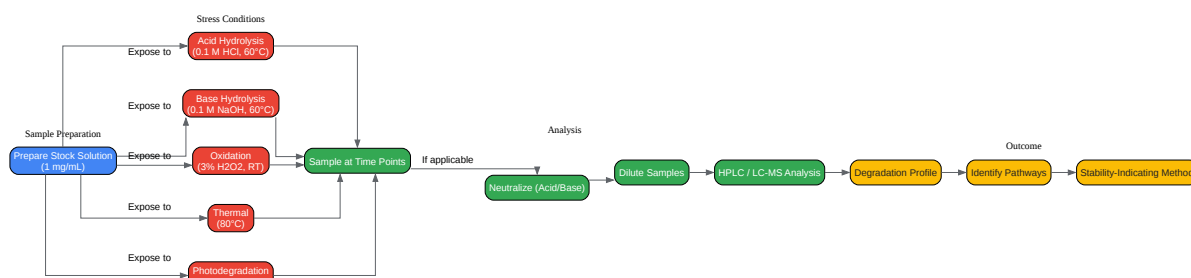 Stress Conditions
Acid Hydrolysis
(0.1 M HCl, 60°C)
Expose to
Base Hydrolysis
(0.1 M NaOH, 60°C)
Expose to
Sample Preparation
Prepare Stock Solution
(1 mg/mL)
Expose to
Oxidation
(3% H2O2, RT)
Expose to
Thermal
(80°C)
Expose to
Photodegradation
Sample at Time Points
If applicable
Analysis
Neutralize (Acid/Base)
Dilute Samples
HPLC / LC-MS Analysis
Outcome
Degradation Profile
Identify Pathways
Stability-Indicating Method